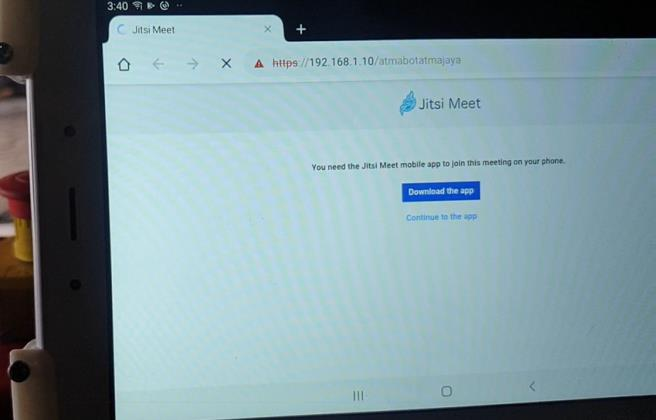 3:40
Jitsi Meet
https://192.168.1.10/atmabotatmajaya
Jitsi Meet
You need the Jitsi Meet mobile app to join this meeting on your phone.
Download the app
Continue to the app